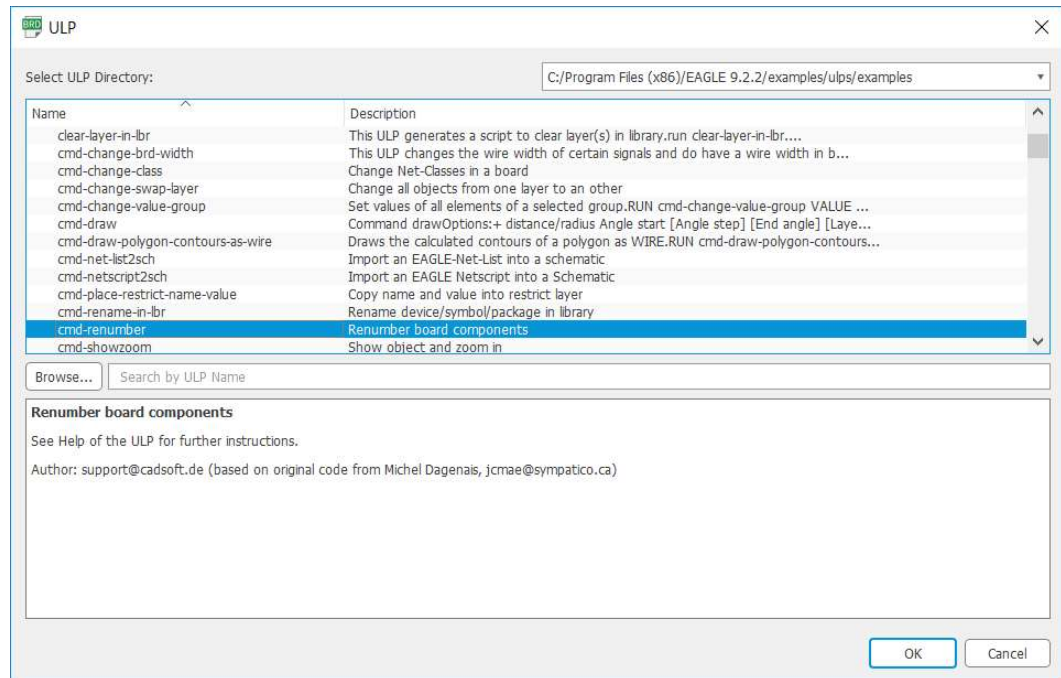 BRD ULP
Select ULP Directory: C:/Program Files (x86)/EAGLE 9.2.2/examples/ulps/examples
Name Description
clear-layer-in-lbr This ULP generates a script to clear layer(s) in library.run clear-layer-in-lbr....
cmd-change-brd-width This ULP changes the wire width of certain signals and do have a wire width in b...
cmd-change-class Change Net-Classes in a board
cmd-change-swap-layer Change all objects from one layer to an other
cmd-change-value-group Set values of all elements of a selected group.RUN cmd-change-value-group VALUE ...
cmd-draw Command drawOptions:+ distance/radius Angle start [Angle step] [End angle] [Laye...
cmd-draw-polygon-contours-as-wire Draws the calculated contours of a polygon as WIRE.RUN cmd-draw-polygon-contours...
cmd-net-list2sch Import an EAGLE-Net-List into a schematic
cmd-netscript2sch Import an EAGLE Netscript into a Schematic
cmd-place-restrict-name-value Copy name and value into restrict layer
cmd-rename-in-lbr Rename device/symbol/package in library
cmd-renumber Renumber board components
cmd-showzoom Show object and zoom in
Browse... Search by ULP Name
Renumber board components
See Help of the ULP for further instructions.
Author: support@cadsoft.de (based on original code from Michel Dagenais, jcmae@sympatico.ca)
OK Cancel